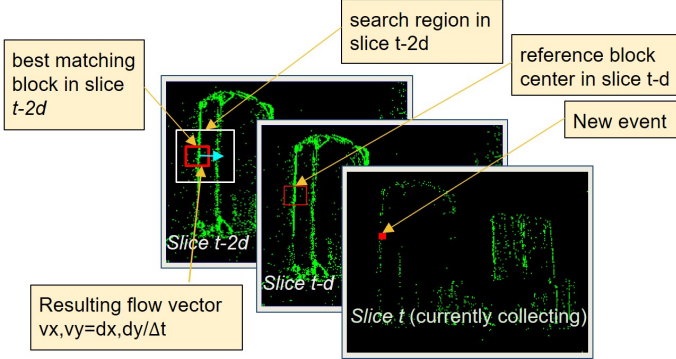 search region in
slice t-2d
best matching
block in slice
t-2d
reference block
center in slice t-d
New event
Slice t-2d
Slice t-d
Slice t (currently collecting)
Resulting flow vector
vx,vy=dx,dy/Δt